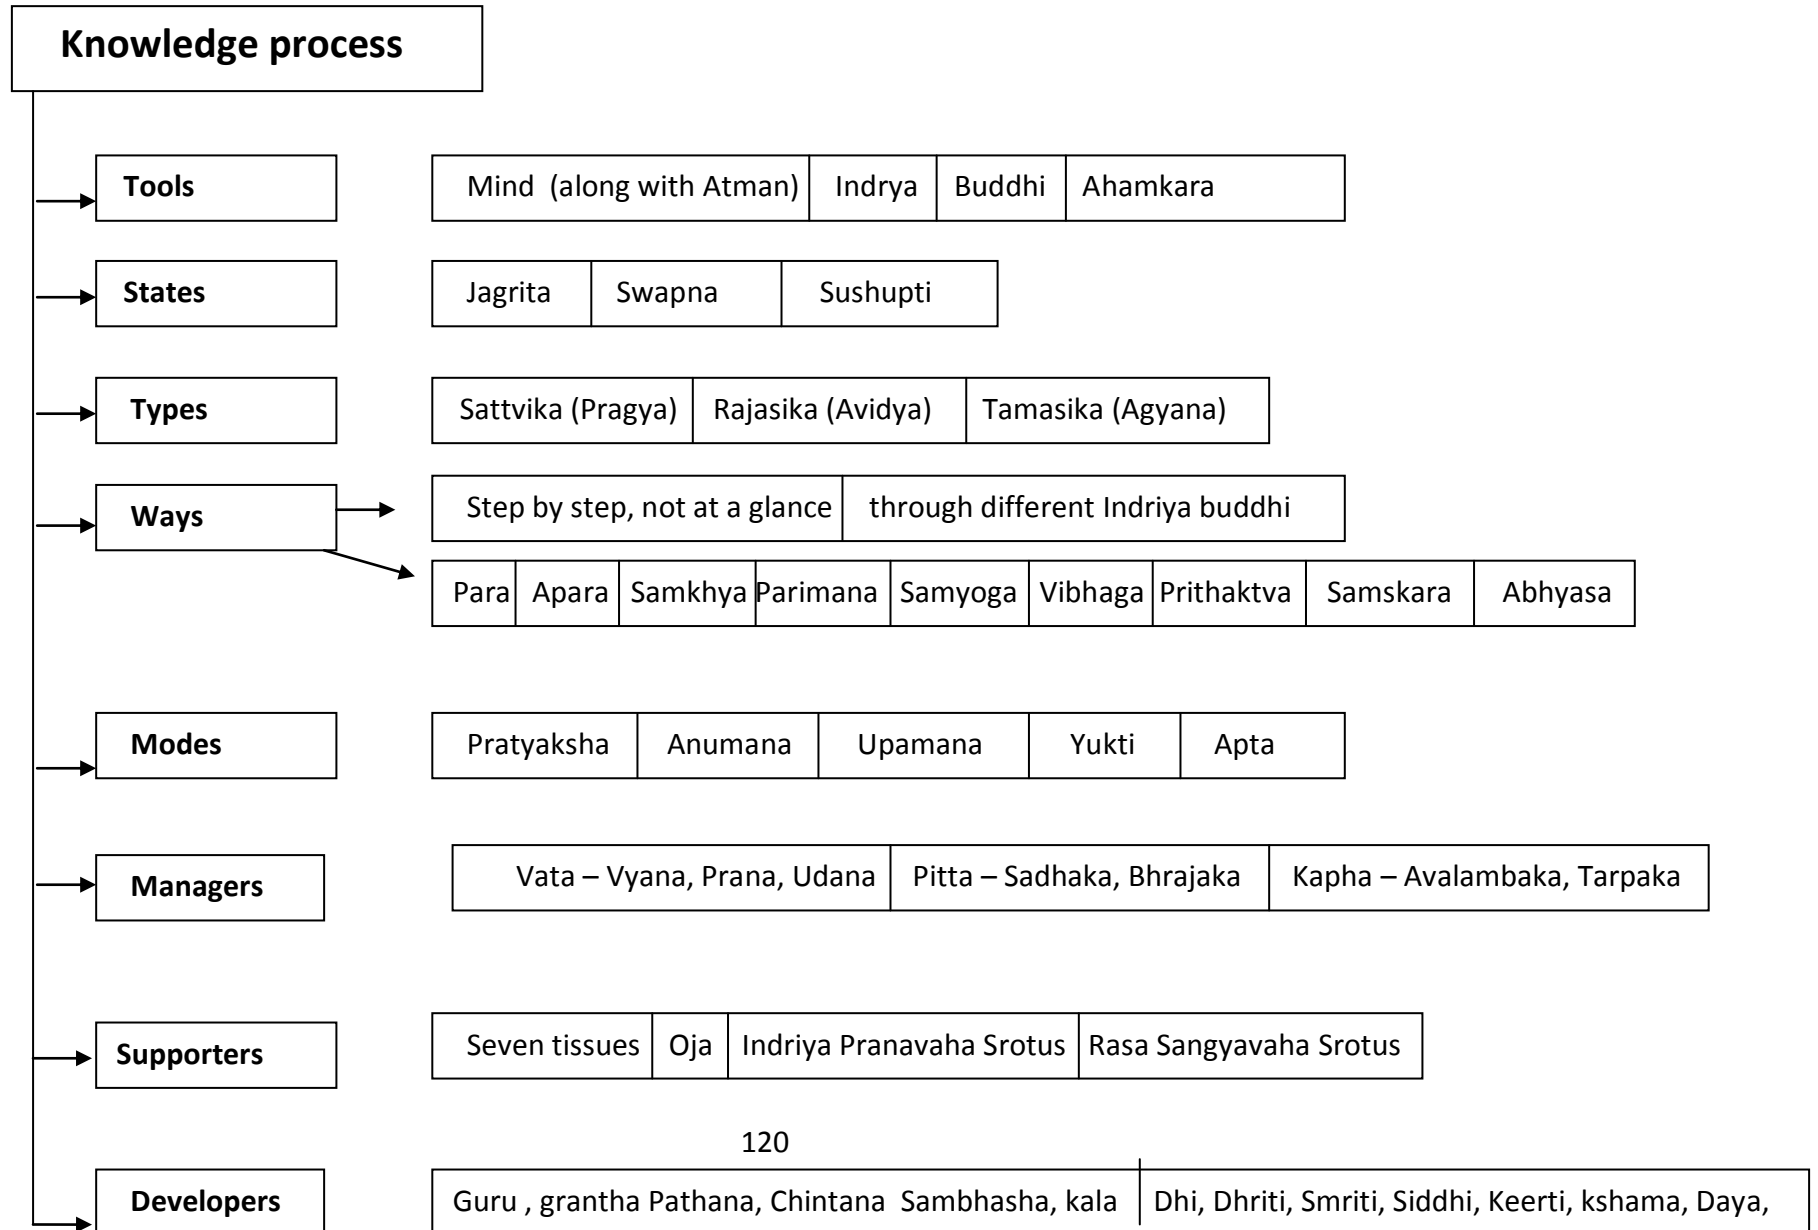 Knowledge process
Tools Mind (along with Atman) Indrya Buddhi Ahamkara
States Jagrita Swapna Sushupti
Types Sattvika (Pragya) Rajasika (Avidya) Tamasika (Agyana)
Ways Step by step, not at a glance through different Indriya buddhi
Para Apara Samkhya Parimana Samyoga Vibhaga Prithaktva Samskara Abhyasa
Modes Pratyaksha Anumana Upamana Yukti Apta
Managers Vata – Vyana, Prana, Udana Pitta – Sadhaka, Bhrajaka Kapha – Avalambaka, Tarpaka
Supporters Seven tissues Oja Indriya Pranavaha Srotus Rasa Sangyavaha Srotus
120
Developers Guru , grantha Pathana, Chintana Sambhasha, kala Dhi, Dhriti, Smriti, Siddhi, Keerti, kshama, Daya,